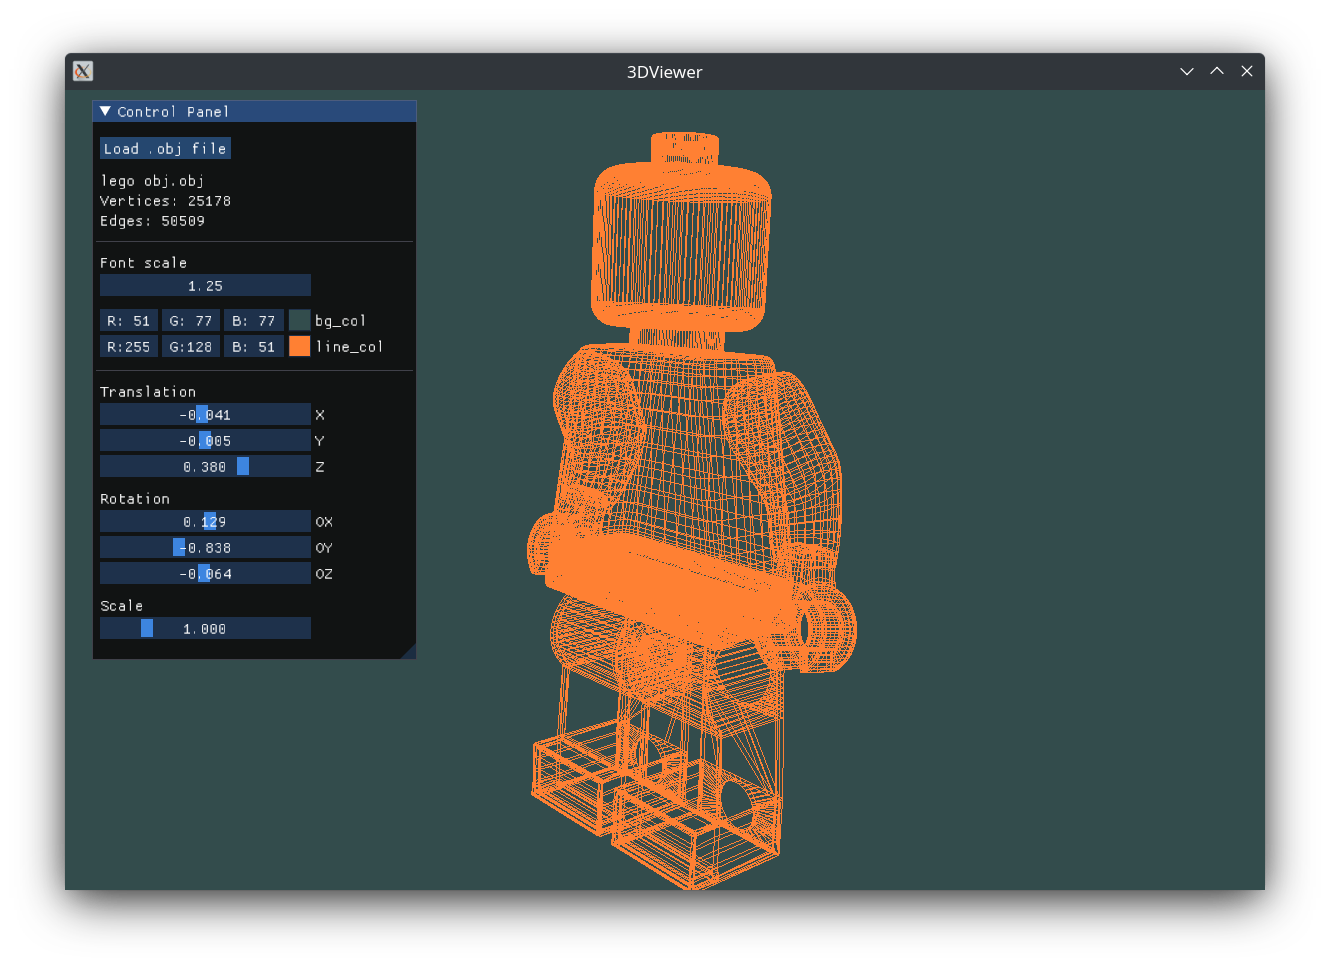 3DViewer
Control Panel
Load .obj file
lego obj.obj
Vertices: 25178
Edges: 50509
Font scale
1.25
R: 51 G: 77 B: 77 bg_col
R:255 G:128 B: 51 line_col
Translation
-0.041 X
-0.005 Y
0.380 Z
Rotation
0.129 OX
-0.838 OY
-0.064 OZ
Scale
1.000